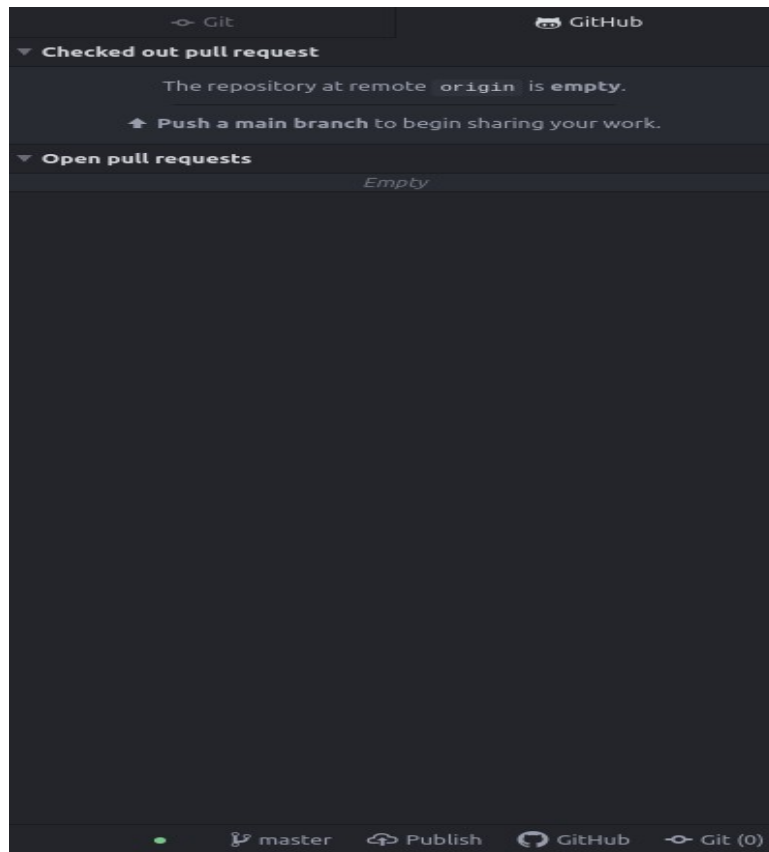 Git GitHub
Checked out pull request
The repository at remote origin is empty.
Push a main branch to begin sharing your work.
Open pull requests
Empty
master Publish GitHub Git (0)